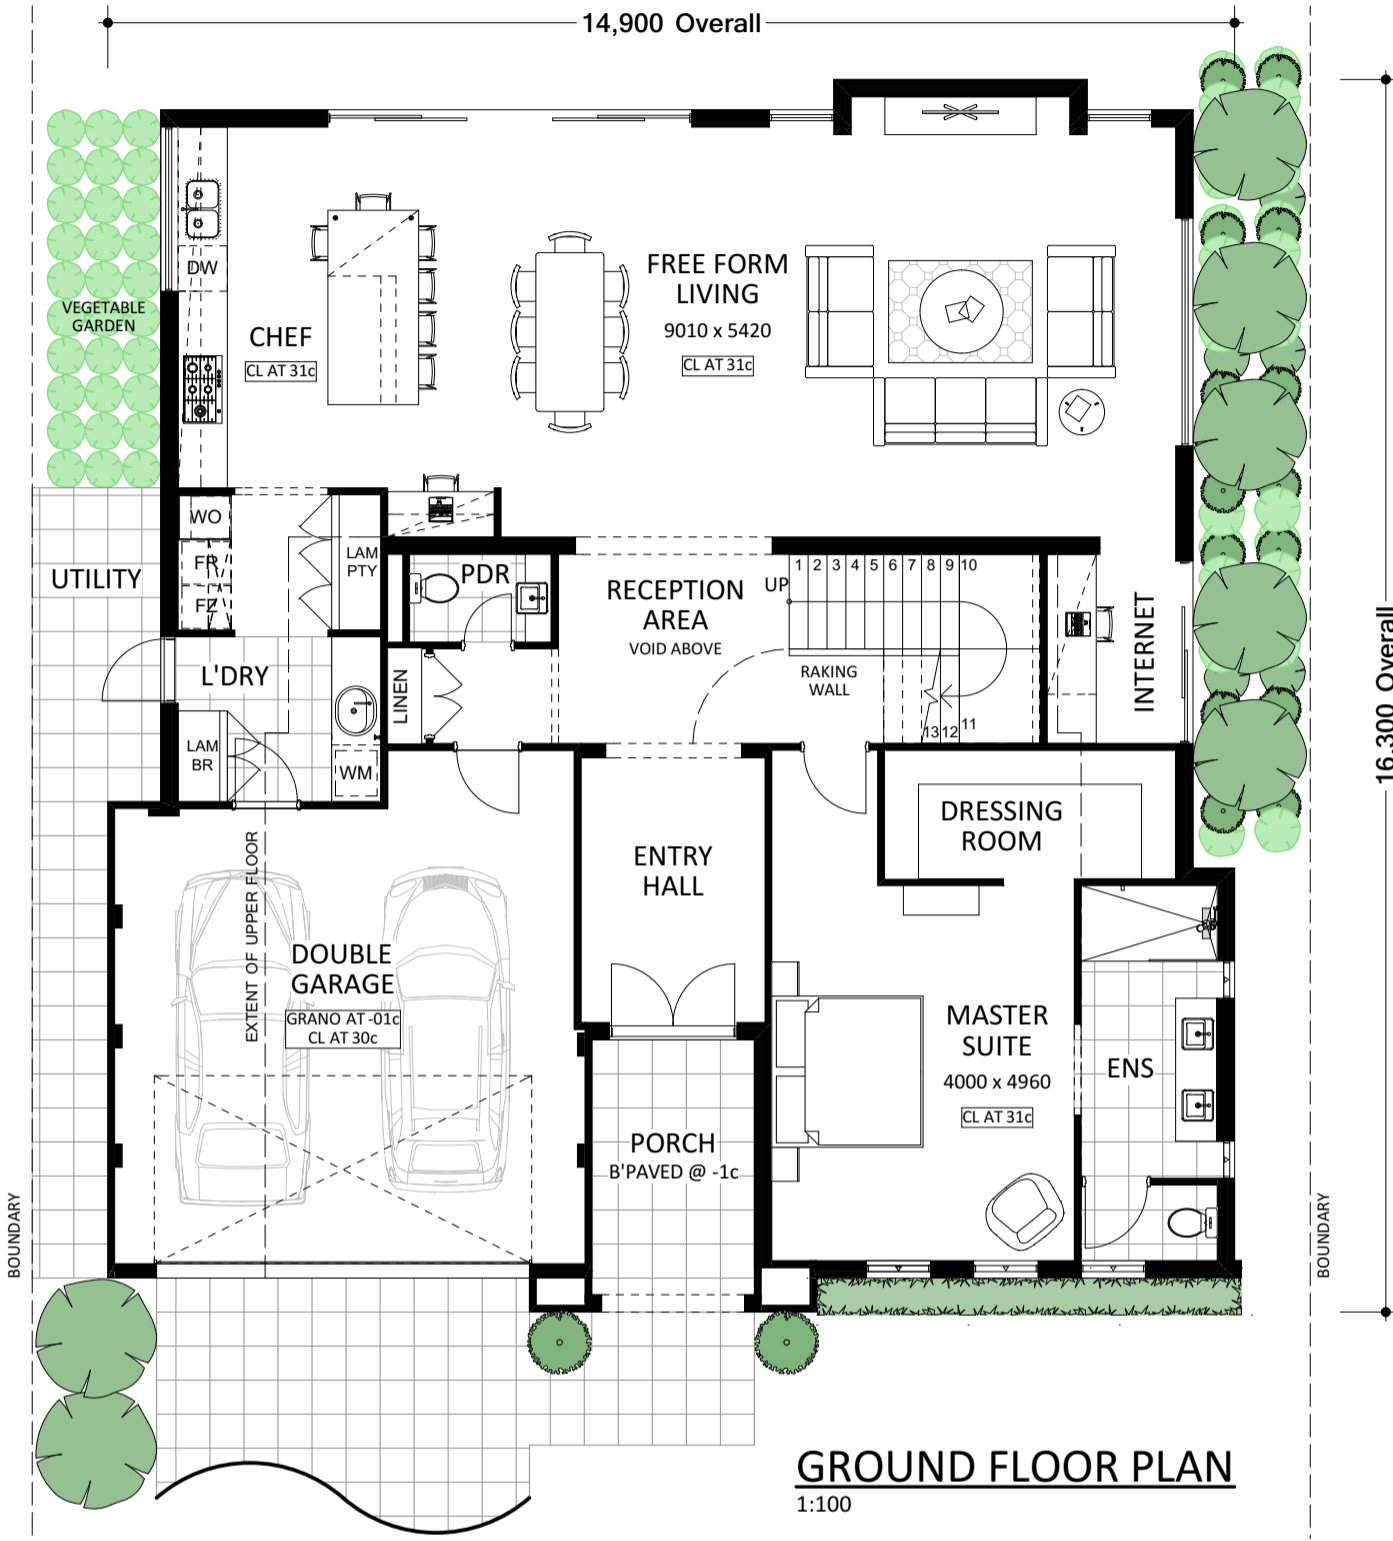 14,900 Overall
VEGETABLE
GARDEN
DW
CHEF
CL AT 31c
FREE FORM
LIVING
9010 x 5420
CL AT 31c
WO
FR
FZ
LAM
PTY
UTILITY
PDR
RECEPTION
AREA
VOID ABOVE
UP
1 2 3 4 5 6 7 8 9 10
RAKING
WALL
13 12 11
INTERNET
16,300 Overall
L'DRY
LINEN
LAM
BR
WM
DRESSING
ROOM
ENTRY
HALL
EXTENT OF UPPER FLOOR
DOUBLE
GARAGE
GRANO AT -01c
CL AT 30c
MASTER
SUITE
4000 x 4960
CL AT 31c
ENS
PORCH
B'PAVED @ -1c
BOUNDARY
BOUNDARY
GROUND FLOOR PLAN
1:100